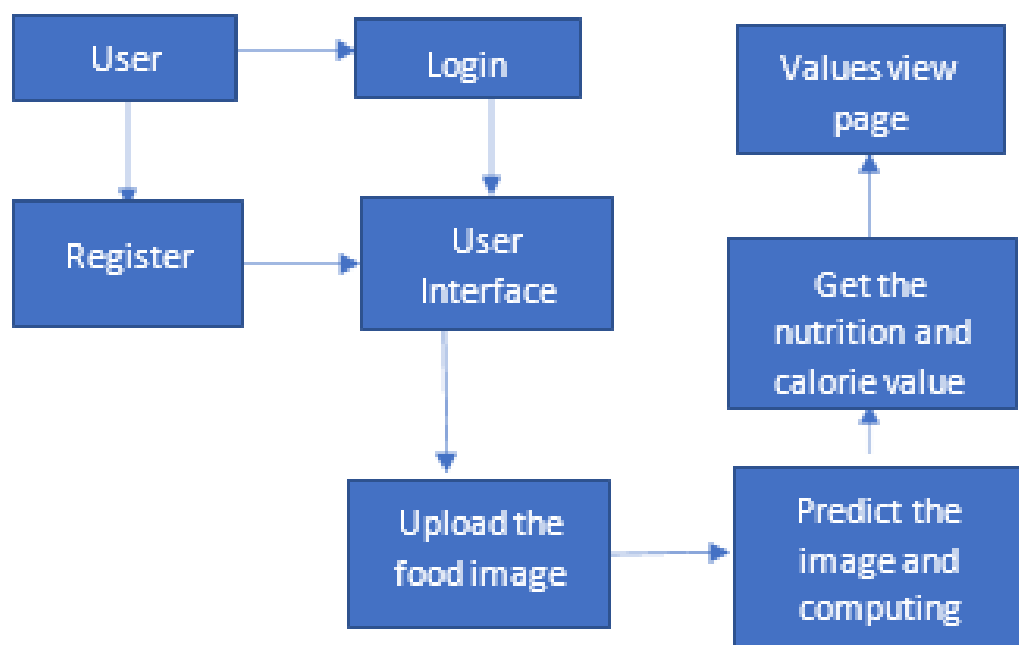 User
Login
Register
User
Interface
Upload the
food image
Predict the
image and
computing
Get the
nutrition and
calorie value
Values view
page